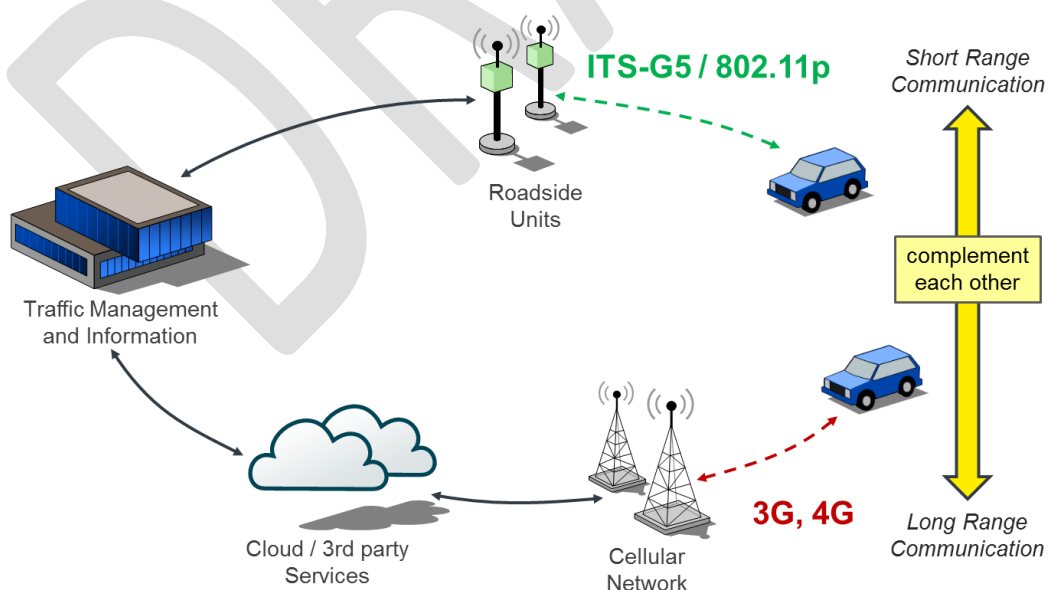 ITS-G5 / 802.11p
Short Range
Communication
Roadside
Units
complement
each other
Traffic Management
and Information
3G, 4G
Long Range
Communication
Cloud / 3rd party
Services
Cellular
Network